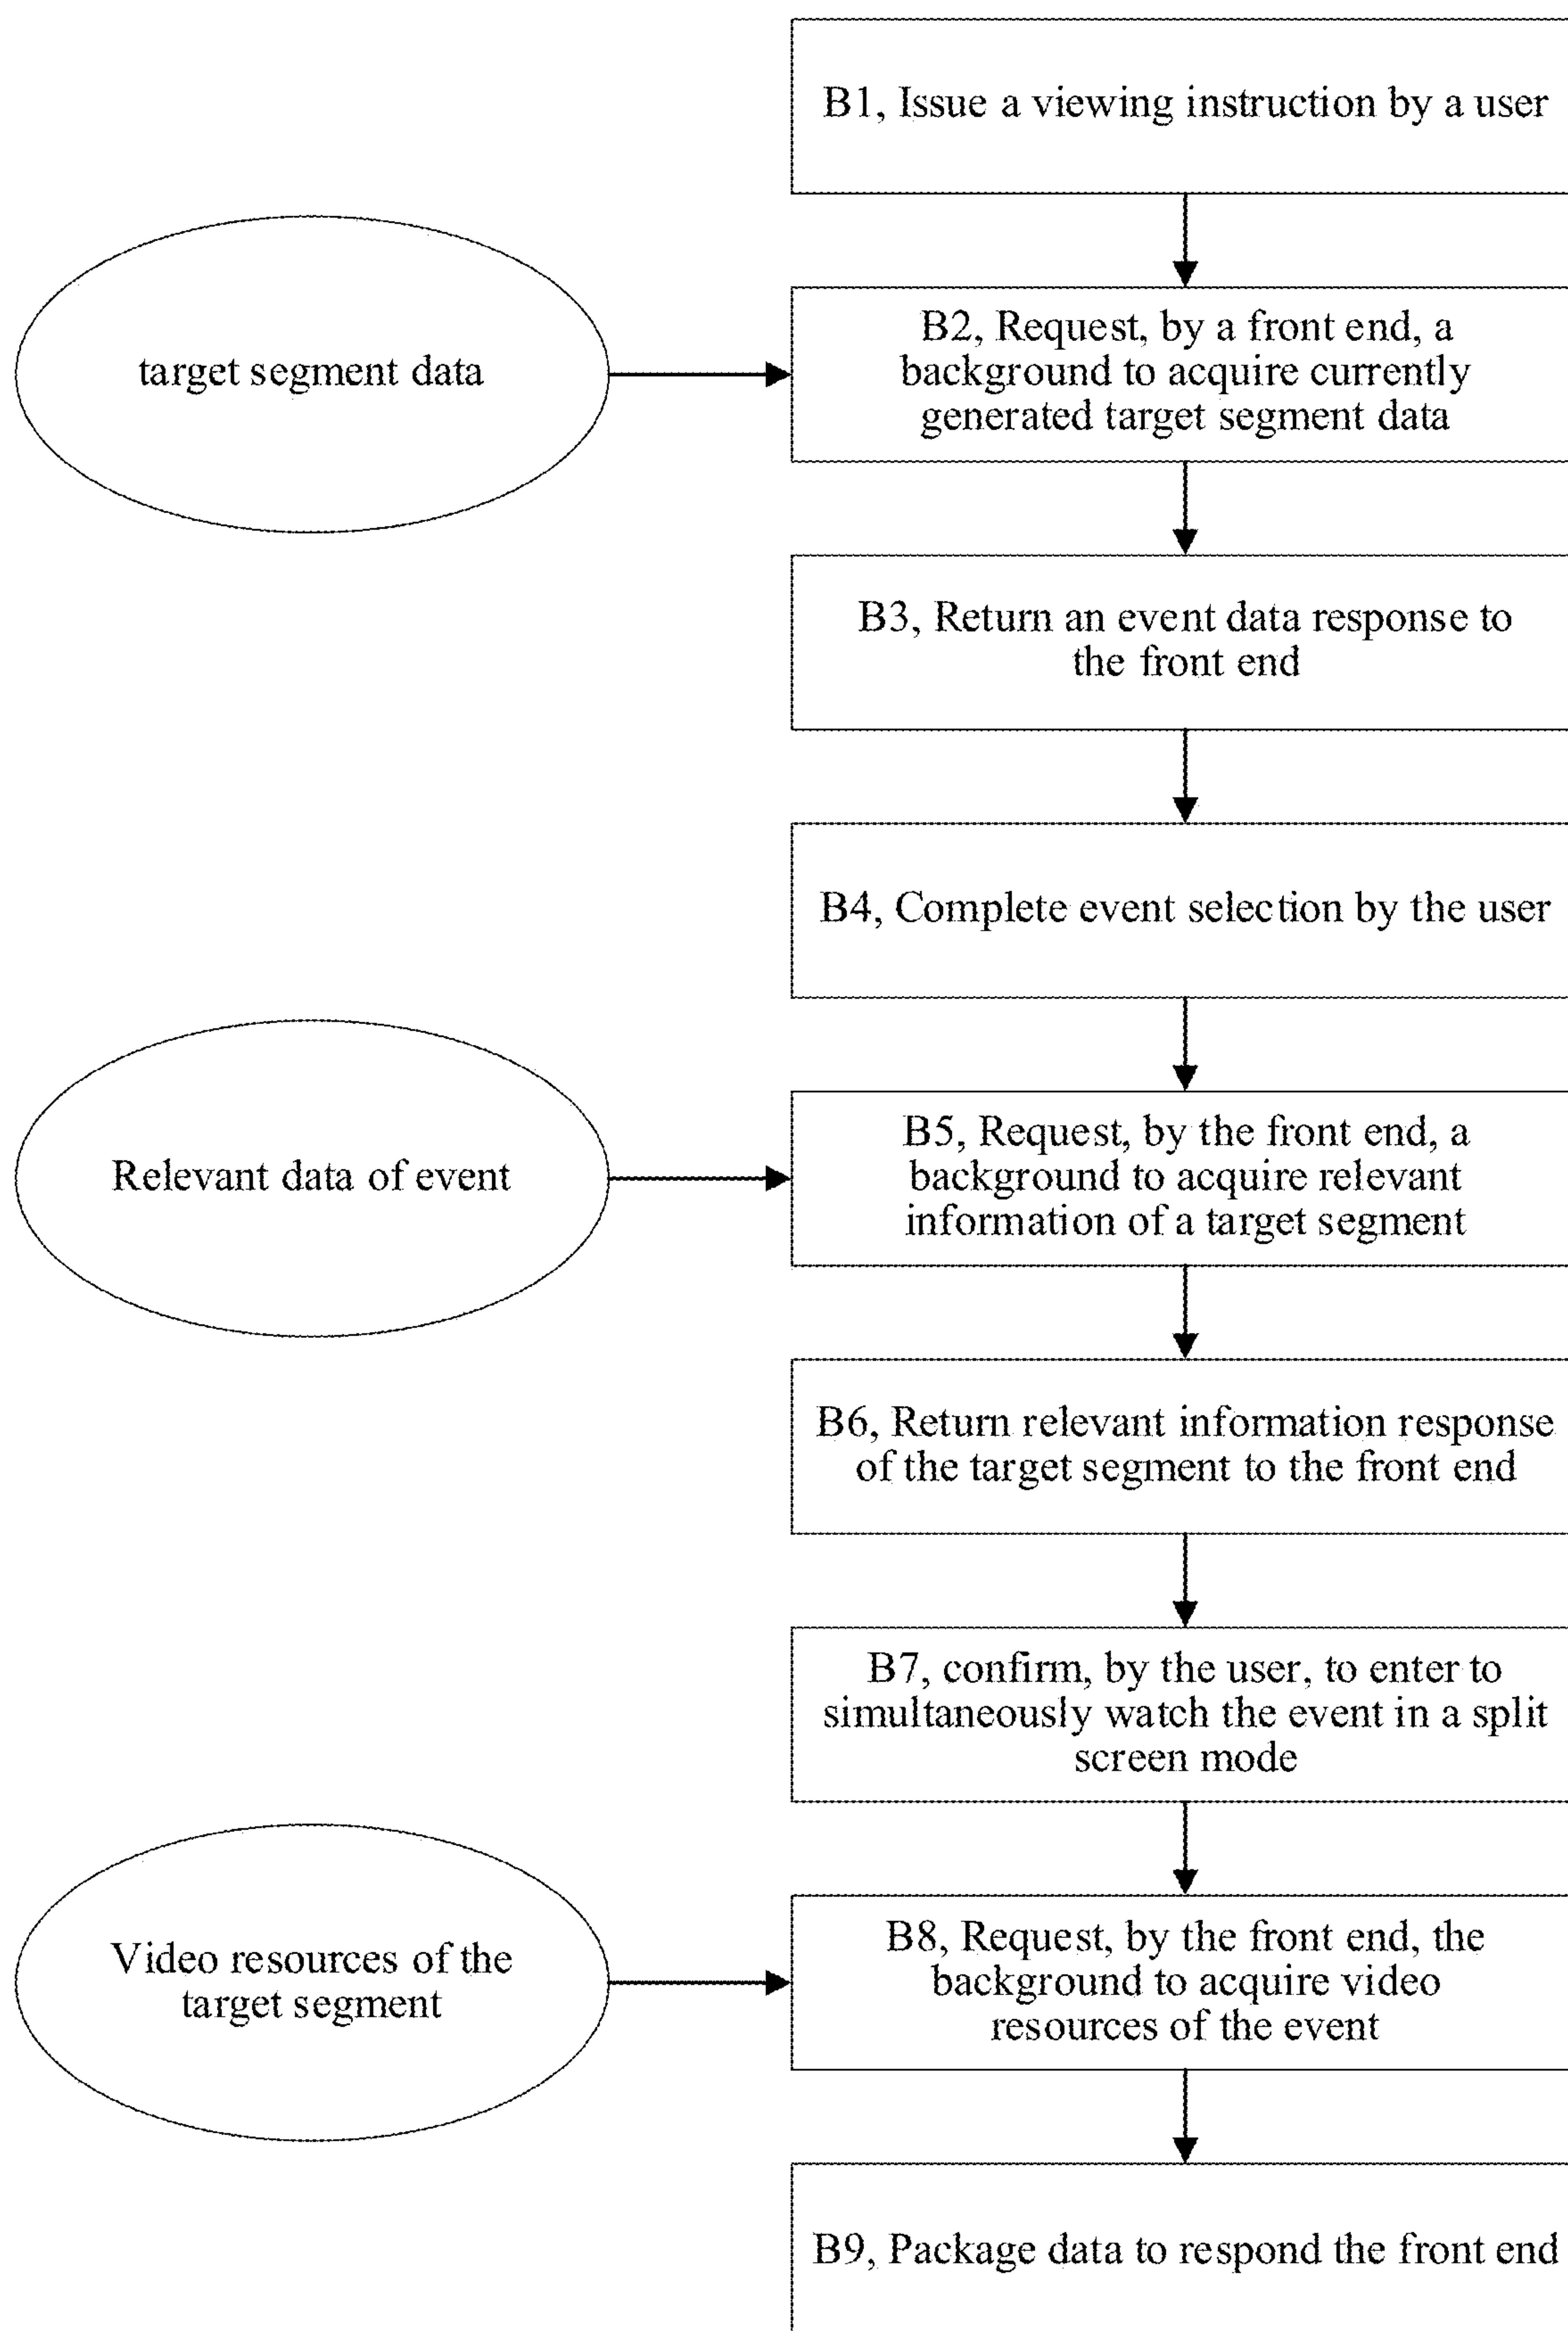 B1, Issue a viewing instruction by a user
target segment data
B2, Request, by a front end, a
background to acquire currently
generated target segment data
B3, Return an event data response to
the front end
B4, Complete event selection by the user
Relevant data of event
B5, Request, by the front end, a
background to acquire relevant
information of a target segment
B6, Return relevant information response
of the target segment to the front end
B7, confirm, by the user, to enter to
simultaneously watch the event in a split
screen mode
Video resources of the
target segment
B8, Request, by the front end, the
background to acquire video
resources of the event
B9, Package data to respond the front end